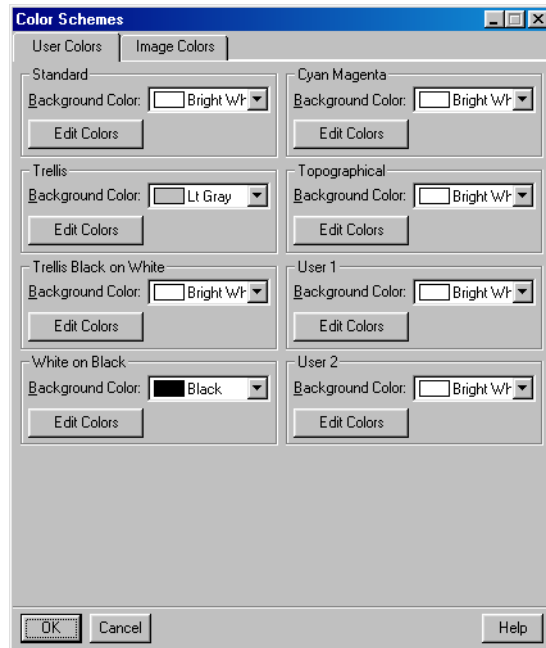 Color Schemes
User Colors Image Colors
Standard
Background Color: Bright Wh
Edit Colors
Cyan Magenta
Background Color: Bright Wh
Edit Colors
Trellis
Background Color: Lt Gray
Edit Colors
Topographical
Background Color: Bright Wh
Edit Colors
Trellis Black on White
Background Color: Bright Wh
Edit Colors
User 1
Background Color: Bright Wh
Edit Colors
White on Black
Background Color: Black
Edit Colors
User 2
Background Color: Bright Wh
Edit Colors
OK Cancel Help